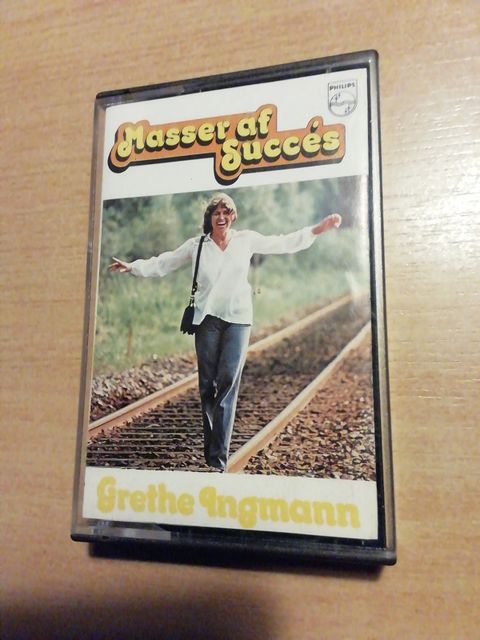 PHILIPS
Masser af
Succés
Grethe Ingmann